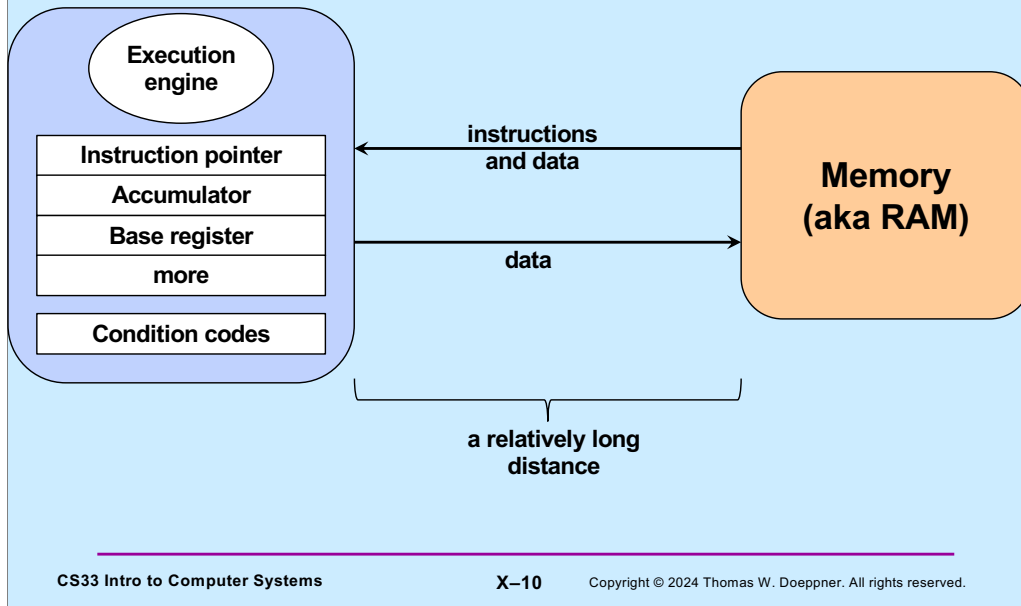 Execution
engine
Instruction pointer
Accumulator
Base register
more
Condition codes
instructions
and data
data
Memory
(aka RAM)
a relatively long
distance
CS33 Intro to Computer Systems
X–10
Copyright © 2024 Thomas W. Doeppner. All rights reserved.